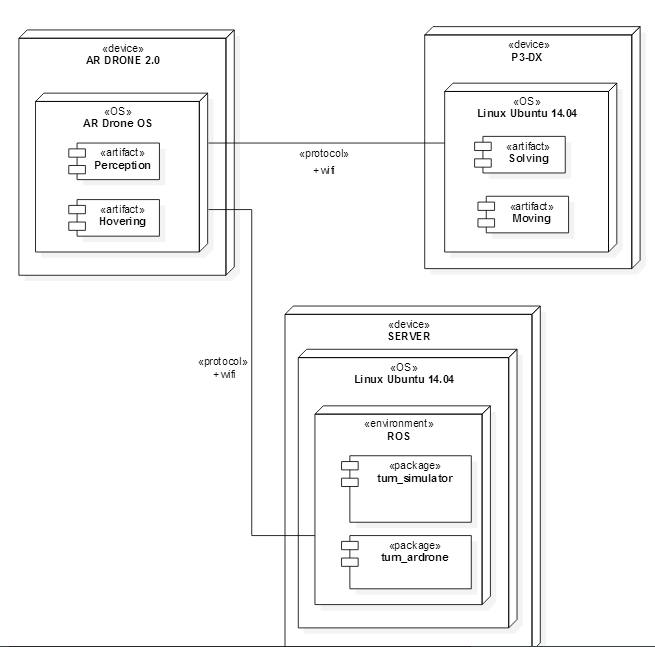 «device»
AR DRONE 2.0
«OS»
AR Drone OS
«artifact»
Perception
«artifact»
Hovering
«protocol»
+ wifi
«device»
P3-DX
«OS»
Linux Ubuntu 14.04
«artifact»
Solving
«artifact»
Moving
«protocol»
+ wifi
«device»
SERVER
«OS»
Linux Ubuntu 14.04
«environment»
ROS
«package»
tum_simulator
«package»
tum_ardrone